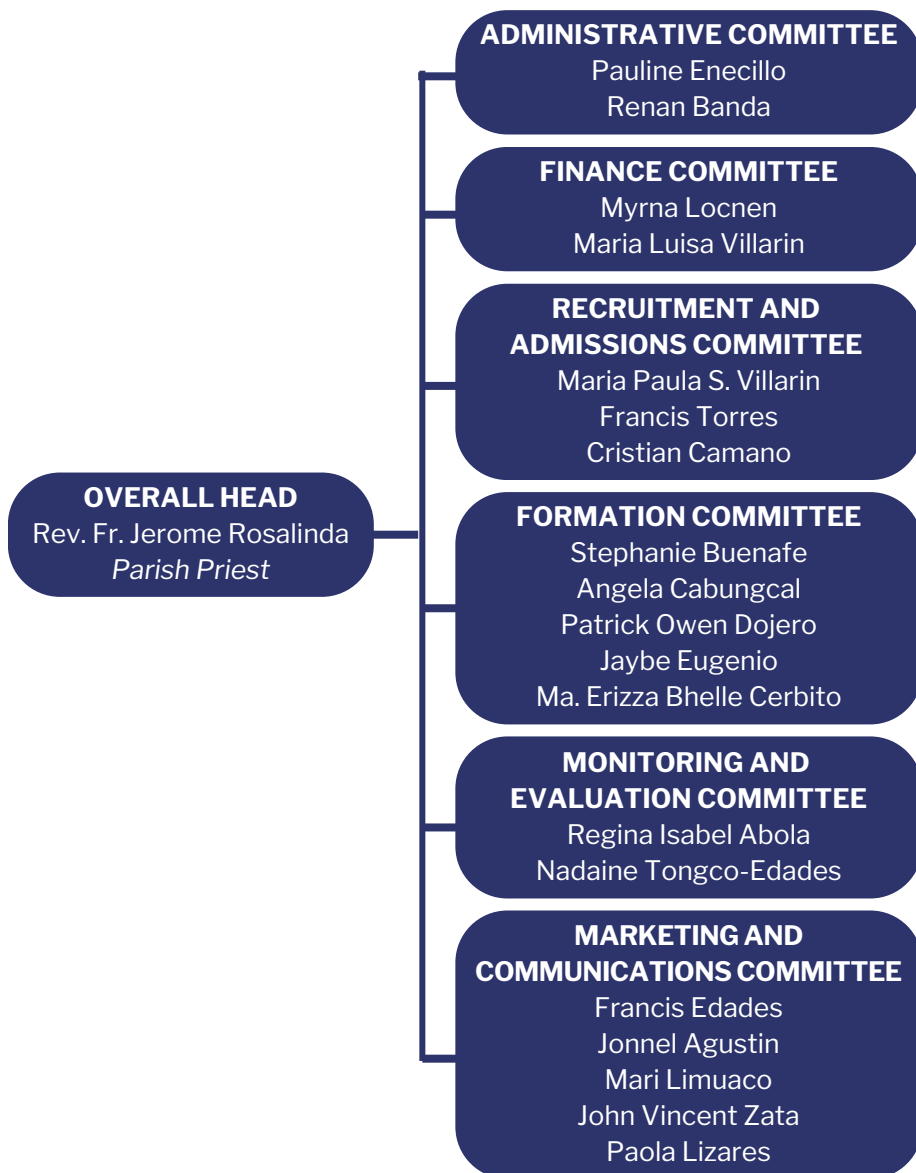 ADMINISTRATIVE COMMITTEE
Pauline Enecillo
Renan Banda
FINANCE COMMITTEE
Myrna Locnen
Maria Luisa Villarin
RECRUITMENT AND
ADMISSIONS COMMITTEE
Maria Paula S. Villarin
Francis Torres
Cristian Camano
OVERALL HEAD
Rev. Fr. Jerome Rosalinda
Parish Priest
FORMATION COMMITTEE
Stephanie Buenafe
Angela Cabungcal
Patrick Owen Dojero
Jaybe Eugenio
Ma. Erizza Bhelle Cerbito
MONITORING AND
EVALUATION COMMITTEE
Regina Isabel Abola
Nadaine Tongco-Edades
MARKETING AND
COMMUNICATIONS COMMITTEE
Francis Edades
Jonnel Agustin
Mari Limuaco
John Vincent Zata
Paola Lizares